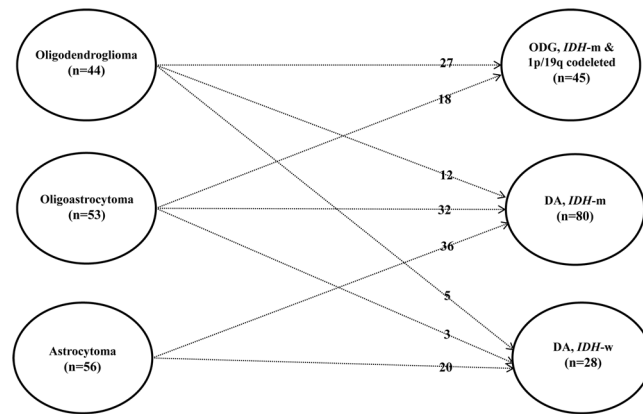 Oligodendroglioma
(n=44)
27
ODG, IDH-m &
1p/19q codeleted
(n=45)
18
Oligoastrocytoma
(n=53)
12
32
DA, IDH-m
(n=80)
36
5
3
Astrocytoma
(n=56)
20
DA, IDH-w
(n=28)